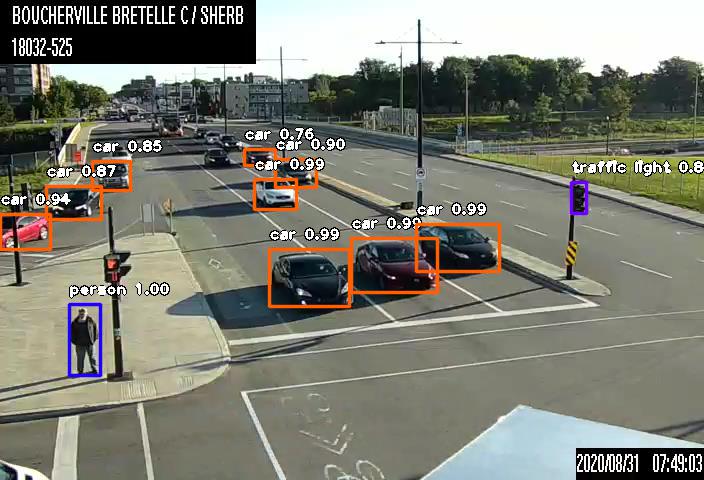 BOUCHERVILLE BRETELLE C / SHERB
18032-525
car 0.76
car 0.90
car 0.85
car 0.99
car 0.87
traffic light 0.8
car 0.94
car 0.99
car 0.99
car 0.99
person 1.00
2020/08/31 07:49:03